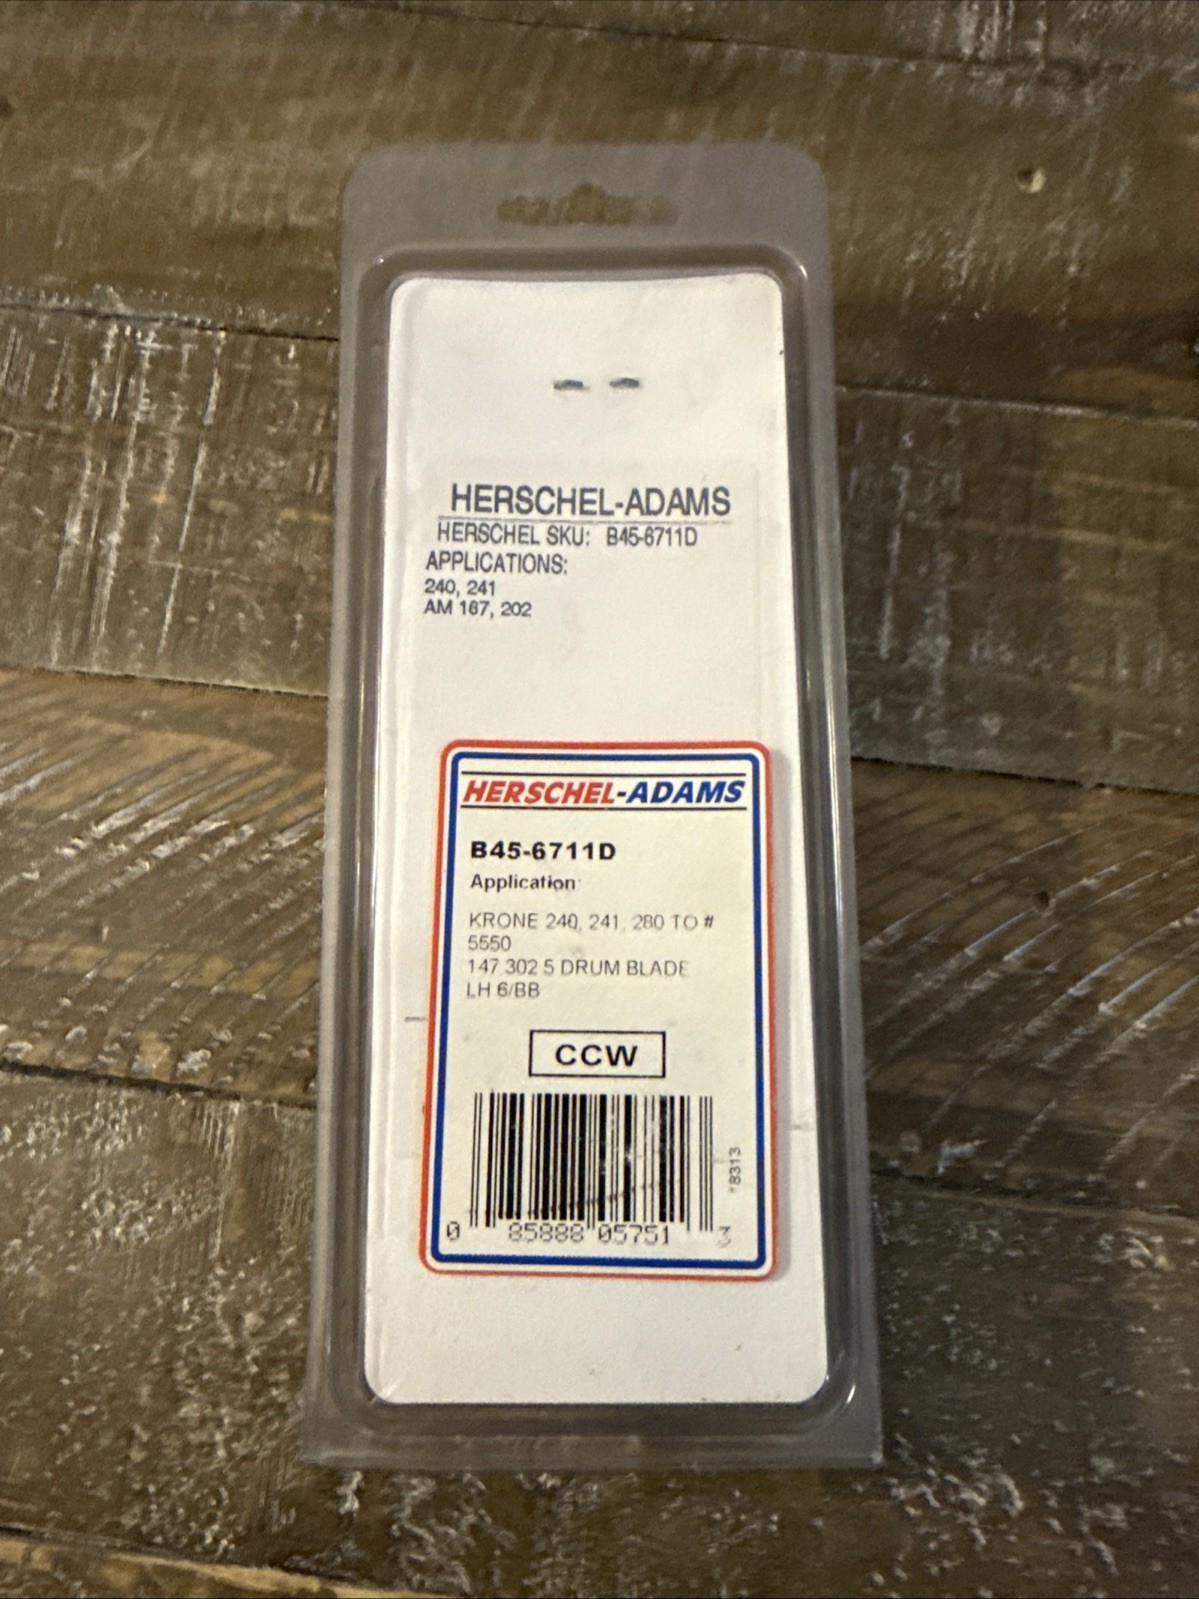 HERSCHEL-ADAMS
HERSCHEL SKU: B45-6711D
APPLICATIONS:
240, 241
AM 167, 202
HERSCHEL-ADAMS
B45-6711D
Application:
KRONE 240, 241, 280 TO #
5550
147 302 5 DRUM BLADE
LH 6/BB
CCW
*8313
0 85888 05751 3